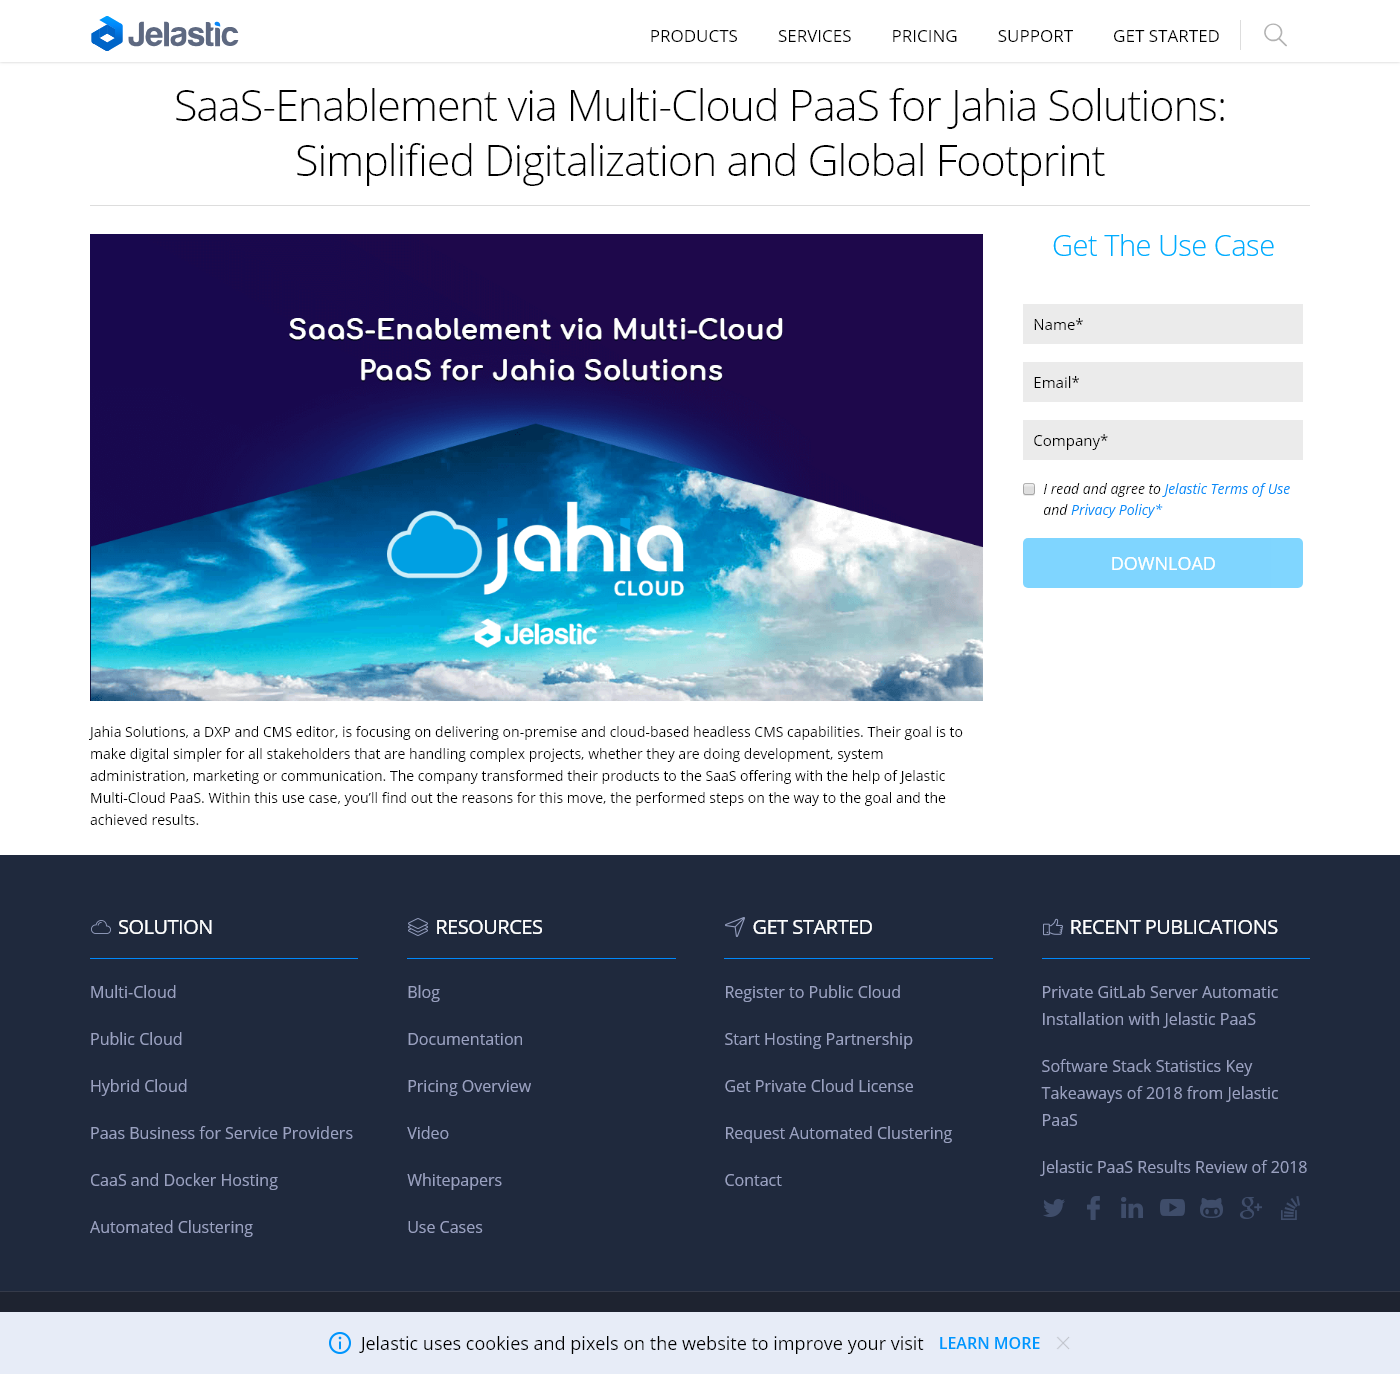 Jelastic
PRODUCTS SERVICES PRICING SUPPORT GET STARTED
SaaS-Enablement via Multi-Cloud PaaS for Jahia Solutions:
Simplified Digitalization and Global Footprint
SaaS-Enablement via Multi-Cloud
PaaS for Jahia Solutions
jahia
CLOUD
Jelastic
Get The Use Case
Name*
Email*
Company*
I read and agree to Jelastic Terms of Use
and Privacy Policy*
DOWNLOAD
Jahia Solutions, a DXP and CMS editor, is focusing on delivering on-premise and cloud-based headless CMS capabilities. Their goal is to
make digital simpler for all stakeholders that are handling complex projects, whether they are doing development, system
administration, marketing or communication. The company transformed their products to the SaaS offering with the help of Jelastic
Multi-Cloud PaaS. Within this use case, you'll find out the reasons for this move, the performed steps on the way to the goal and the
achieved results.
SOLUTION
Multi-Cloud
Public Cloud
Hybrid Cloud
Paas Business for Service Providers
CaaS and Docker Hosting
Automated Clustering
RESOURCES
Blog
Documentation
Pricing Overview
Video
Whitepapers
Use Cases
GET STARTED
Register to Public Cloud
Start Hosting Partnership
Get Private Cloud License
Request Automated Clustering
Contact
RECENT PUBLICATIONS
Private GitLab Server Automatic
Installation with Jelastic PaaS
Software Stack Statistics Key
Takeaways of 2018 from Jelastic
PaaS
Jelastic PaaS Results Review of 2018
Jelastic uses cookies and pixels on the website to improve your visit LEARN MORE